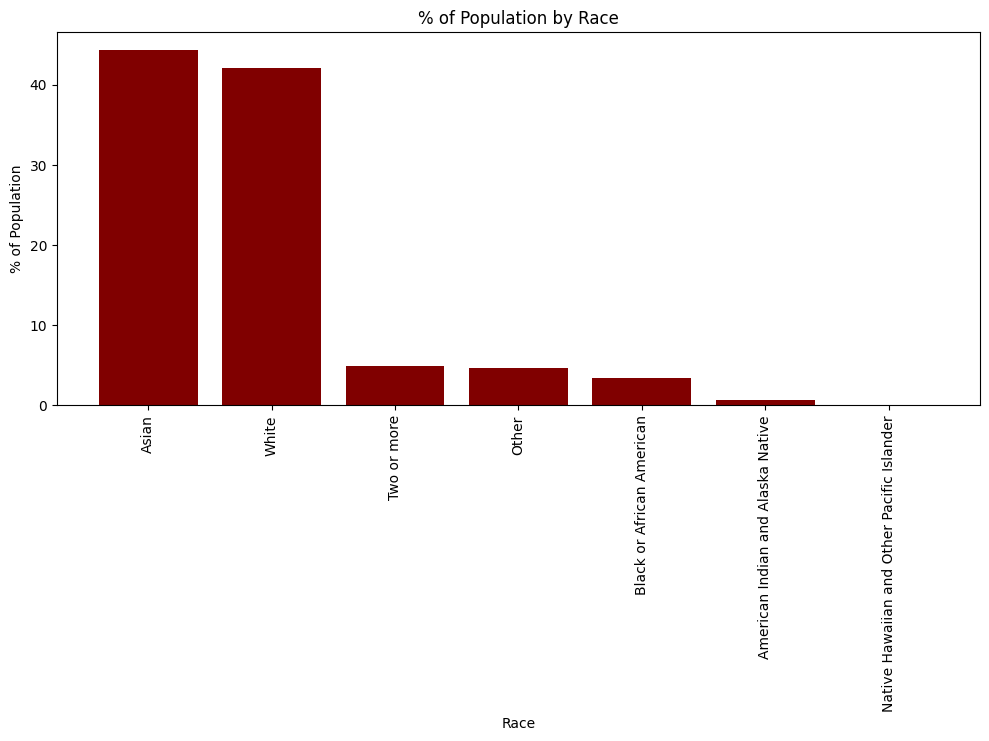 % of Population by Race
% of Population
40
30
20
10
0
Asian
White
Two or more
Other
Black or African American
American Indian and Alaska Native
Native Hawaiian and Other Pacific Islander
Race